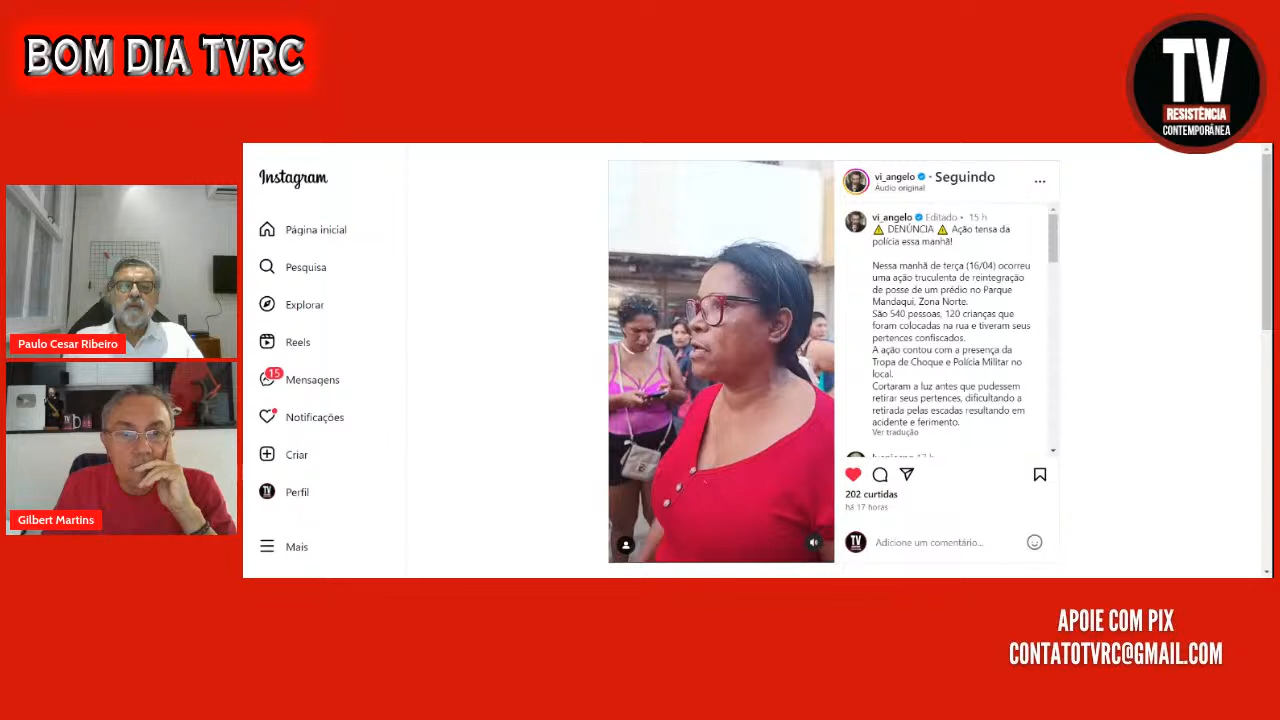 BOM DIA TVRC
TV
RESISTÊNCIA
CONTEMPORÂNEA
Paulo Cesar Ribeiro
Gilbert Martins
Instagram
Página inicial
Pesquisa
Explorar
Reels
15
Mensagens
Notificações
Criar
TV
Perfil
Mais
vi_angelo • Seguindo
Áudio original
...
vi_angelo Editado • 15 h
DENÚNCIA Ação tensa da
polícia essa manhã!
Nessa manhã de terça (16/04) ocorreu
uma ação truculenta de reintegração
de posse de um prédio no Parque
Mandaqui, Zona Norte.
São 540 pessoas, 120 crianças que
foram colocadas na rua e tiveram seus
pertences confiscados.
A ação contou com a presença da
Tropa de Choque e Polícia Militar no
local.
Cortaram a luz antes que pudessem
retirar seus pertences, dificultando a
retirada pelas escadas resultando em
acidente e ferimento.
Ver tradução
202 curtidas
há 17 horas
TV
Adicione um comentário...
APOIE COM PIX
CONTATOTVRC@GMAIL.COM